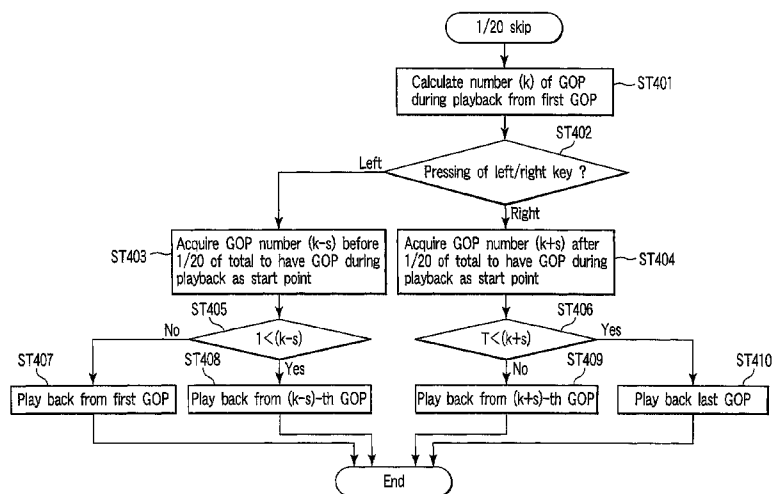 1/20 skip
Calculate number (k) of GOP
during playback from first GOP
ST401
ST402
Left
Pressing of left/right key ?
Right
ST403
Acquire GOP number (k-s) before
1/20 of total to have GOP during
playback as start point
Acquire GOP number (k+s) after
1/20 of total to have GOP during
playback as start point
ST404
ST405
No
1<(k-s)
Yes
ST406
T<(k+s)
Yes
No
ST407
Play back from first GOP
ST408
Play back from (k-s)-th GOP
ST409
Play back from (k+s)-th GOP
ST410
Play back last GOP
End